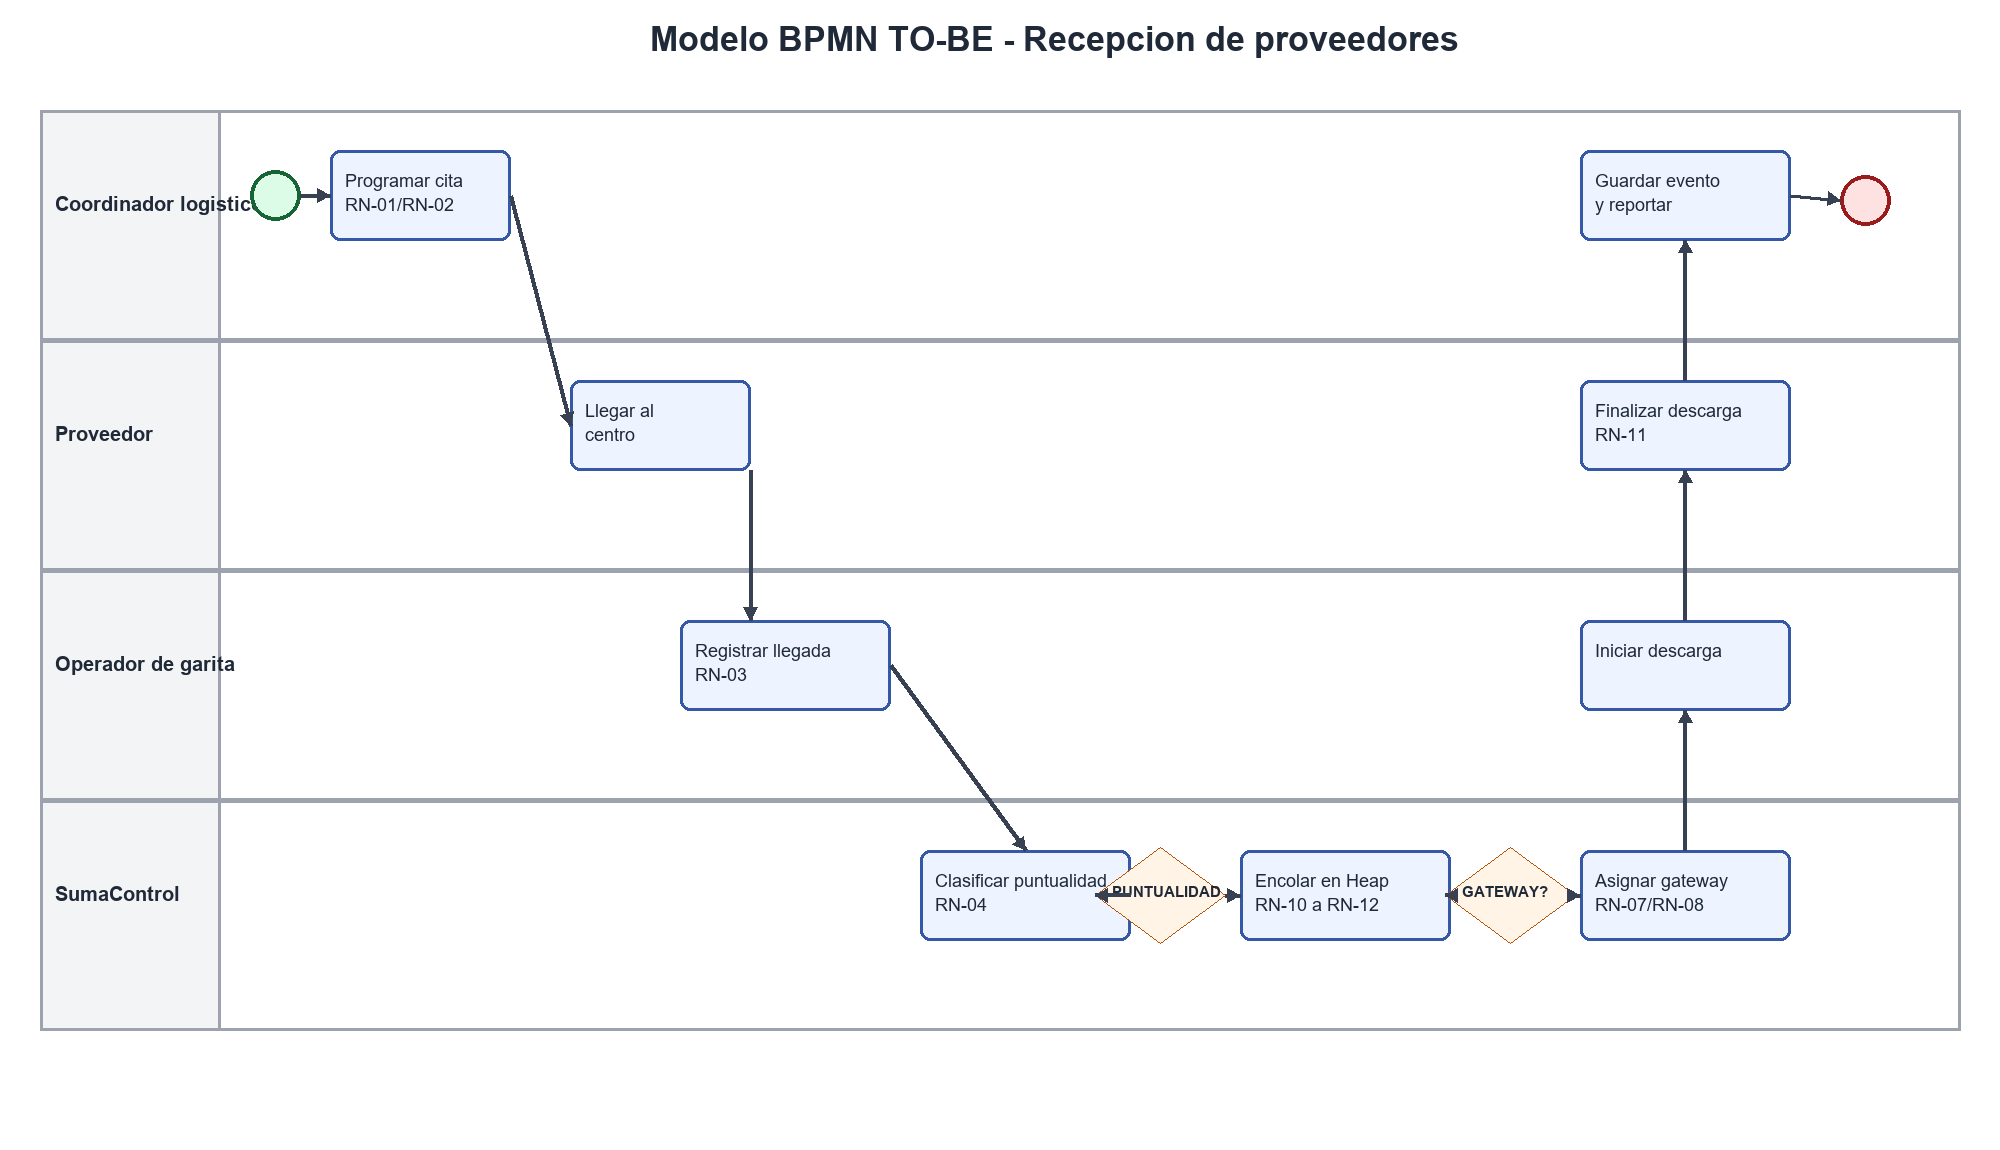 Modelo BPMN TO-BE - Recepcion de proveedores
Coordinador logistic
Programar cita
RN-01/RN-02
Guardar evento
y reportar
Proveedor
Llegar al
centro
Finalizar descarga
RN-11
Operador de garita
Registrar llegada
RN-03
Iniciar descarga
SumaControl
Clasificar puntualidad
RN-04
PUNTUALIDAD
Encolar en Heap
RN-10 a RN-12
GATEWAY?
Asignar gateway
RN-07/RN-08